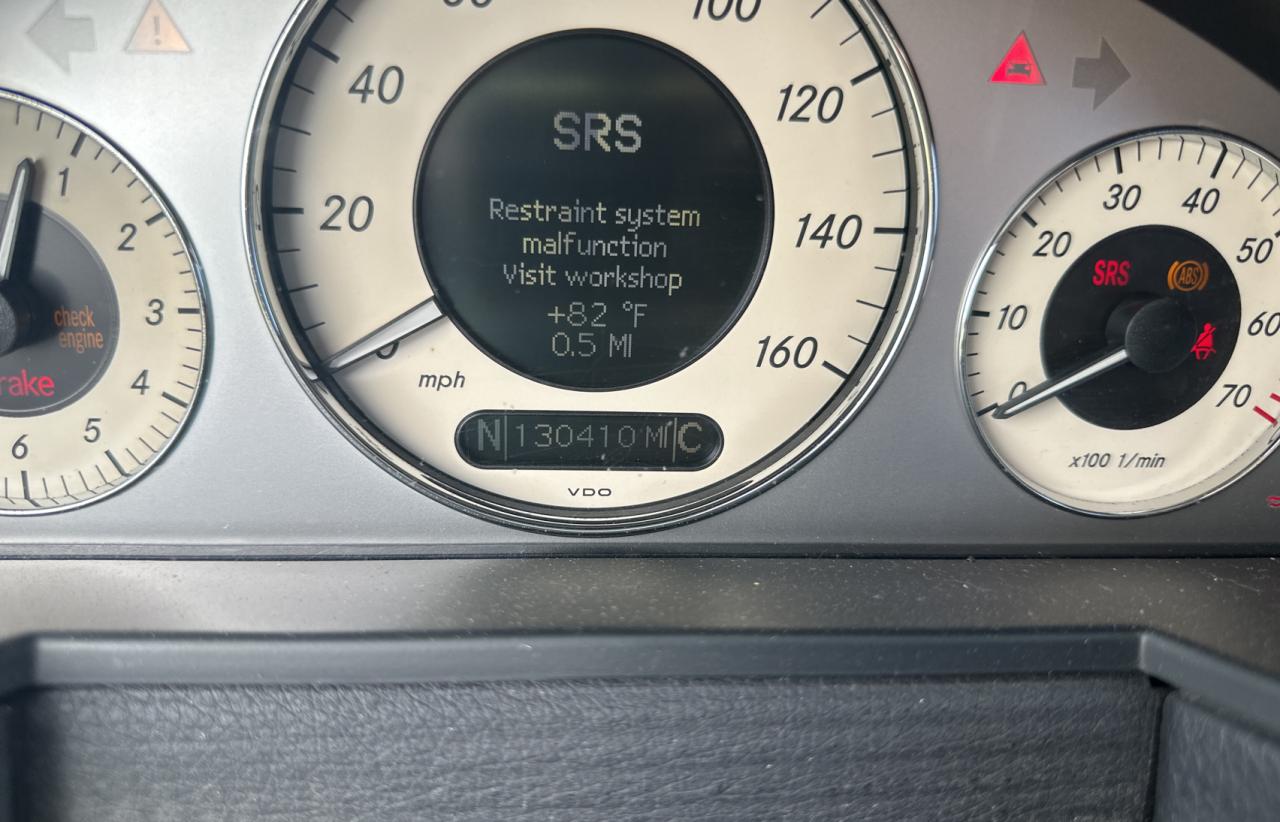 100
40
120
SRS
1
20
Restraint system
malfunction
Visit workshop
+82 °F
0.5 MI
140
30
40
20
50
SRS
ABS
2
3
check
engine
10
60
160
0
mph
rake
4
5
6
0
70
N 130410 MI C
x100 1/min
VDO